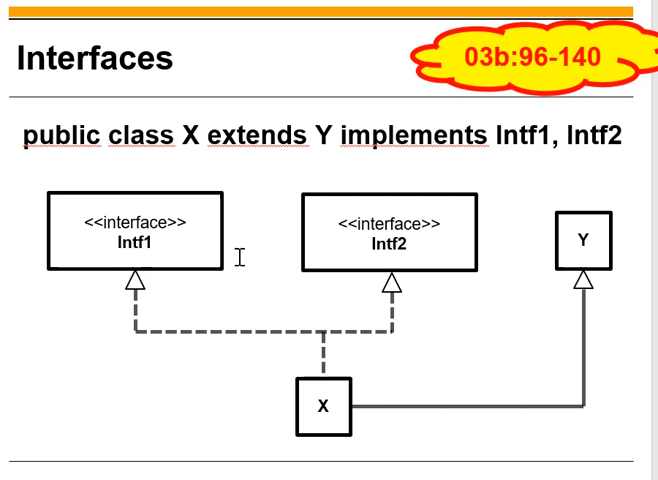 Interfaces
03b:96-140
public class X extends Y implements Intf1, Intf2
<<interface>>
Intf1
<<interface>>
Intf2
Y
X